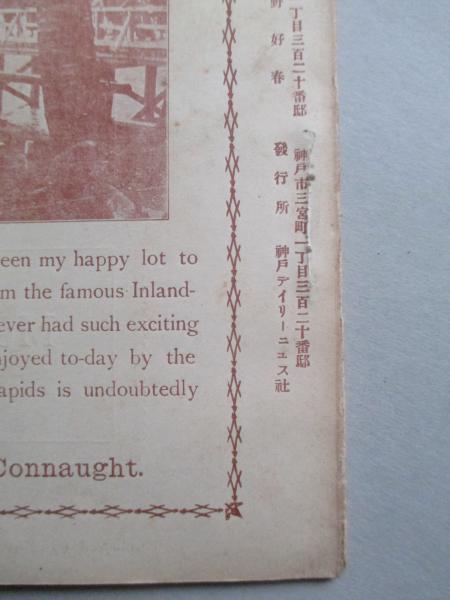 een my happy lot to
m the famous Inland-
ever had such exciting
njoyed to-day by the
apids is undoubtedly
Connaught.
丁目三百二十番邸 神戸市三宮町一丁目三百二十番邸
好春 發行所 神戸デイリーニュス社